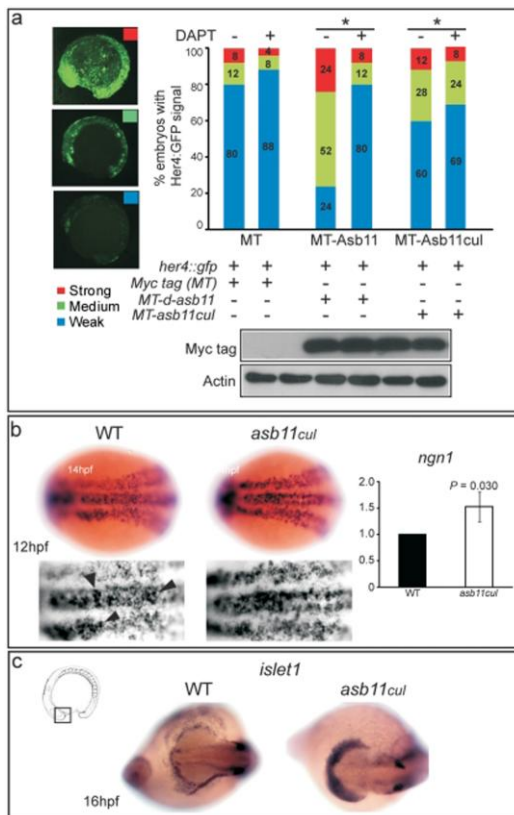 a
DAPT - + - + - +
* *
% embryos with
Her4:GFP signal
100
80
60
40
20
0
8 4 24 8 12 8
12 8 52 12 28 24
80 88 24 80 60 69
MT MT-Asb11 MT-Asb11cul
her4::gfp + + + + + +
Myc tag (MT) + + - - - -
MT-d-asb11 - - + + - -
MT-asb11cul - - - - + +
Strong
Medium
Weak
Myc tag
Actin
b
WT asb11cul
14hpf
pf
12hpf
ngn1
P = 0.030
2.0
1.5
1.0
0.5
0
WT asb11cul
c
islet1
WT asb11cul
16hpf